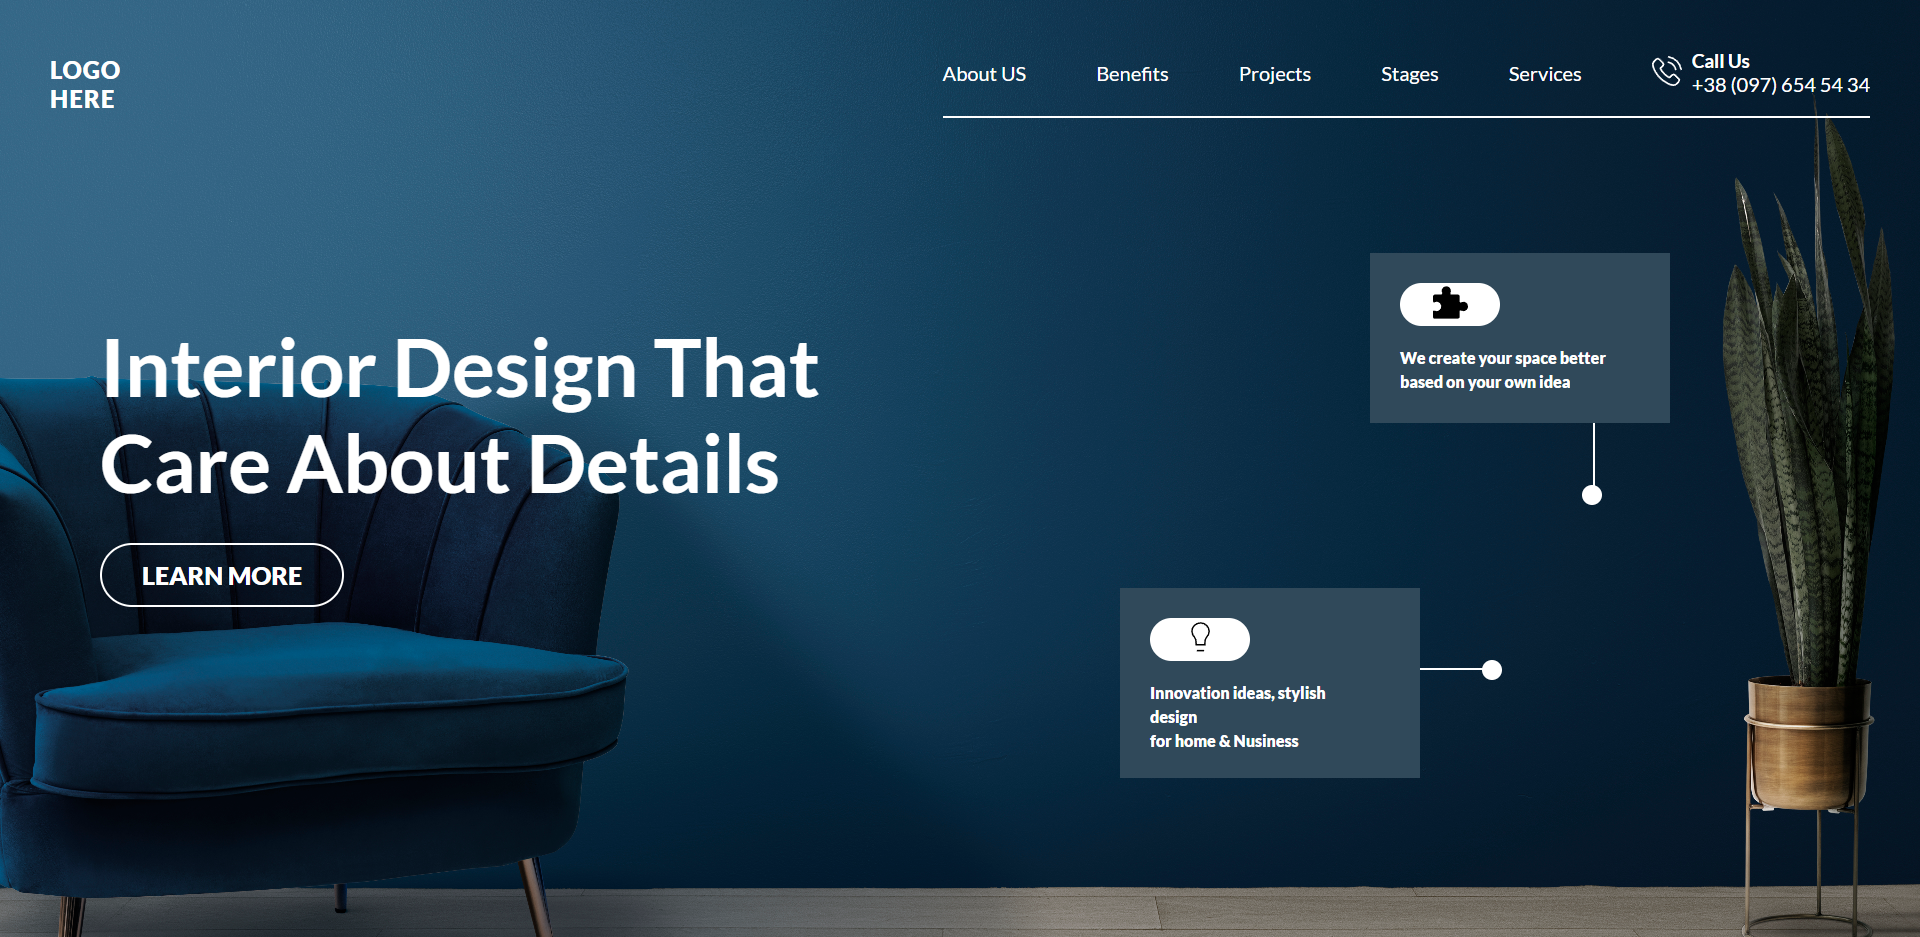 LOGO
HERE
About US
Benefits
Projects
Stages
Services
Call Us
+38 (097) 654 54 34
Interior Design That
Care About Details
LEARN MORE
We create your space better
based on your own idea
Innovation ideas, stylish
design
for home & Nusiness